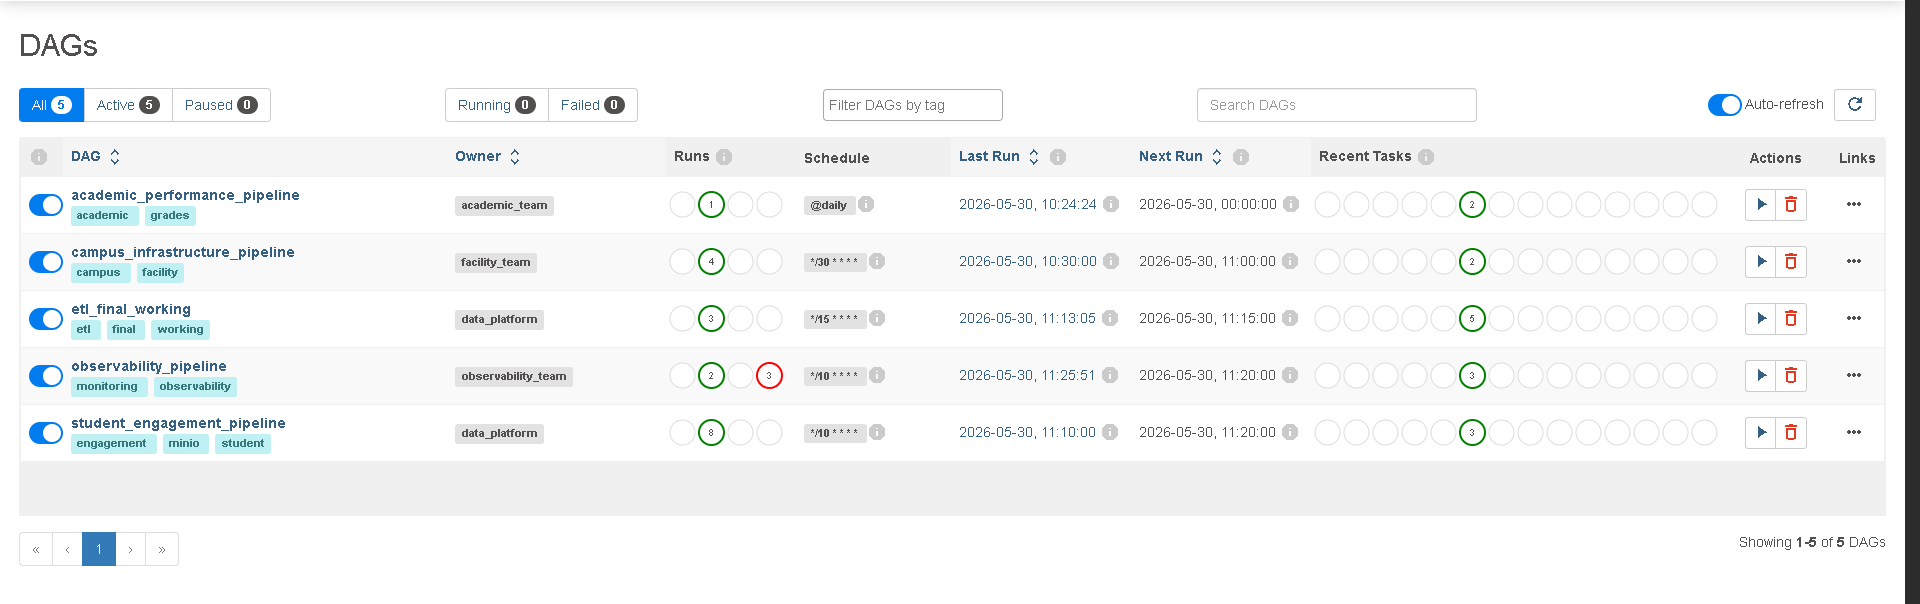 DAGs
All 5 Active 5 Paused 0 Running 0 Failed 0 Filter DAGs by tag Search DAGs Auto-refresh
i DAG Owner Runs i Schedule Last Run i Next Run i Recent Tasks i Actions Links
academic_performance_pipeline
academic grades
academic_team 1 @daily i 2026-05-30, 10:24:24 i 2026-05-30, 00:00:00 i 2 •••
campus_infrastructure_pipeline
campus facility
facility_team 4 */30 * * * * i 2026-05-30, 10:30:00 i 2026-05-30, 11:00:00 i 2 •••
etl_final_working
etl final working
data_platform 3 */15 * * * * i 2026-05-30, 11:13:05 i 2026-05-30, 11:15:00 i 5 •••
observability_pipeline
monitoring observability
observability_team 2 3 */10 * * * * i 2026-05-30, 11:25:51 i 2026-05-30, 11:20:00 i 3 •••
student_engagement_pipeline
engagement minio student
data_platform 8 */10 * * * * i 2026-05-30, 11:10:00 i 2026-05-30, 11:20:00 i 3 •••
« ‹ 1 › »
Showing 1-5 of 5 DAGs